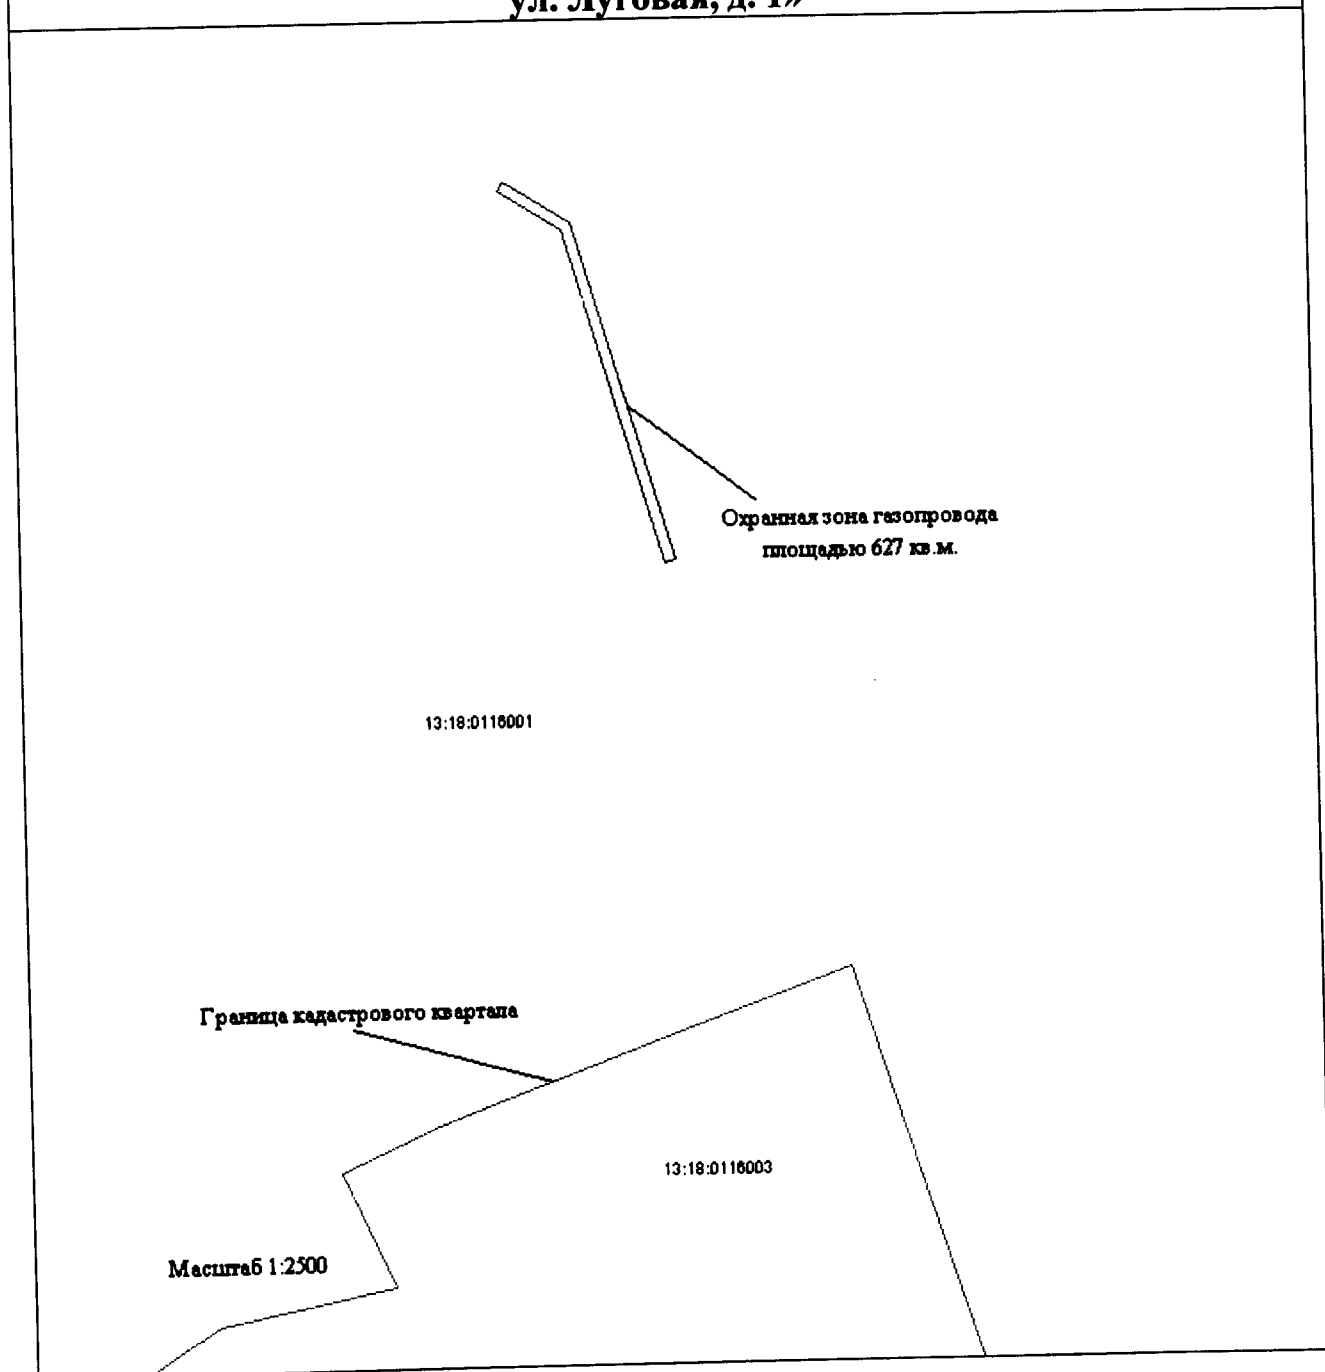 ул. Луговая, д. 1»
Охранная зона газопровода
площадью 627 кв.м.
13:18:0116001
Граница кадастрового квартала
13:18:0116003
Масштаб 1:2500